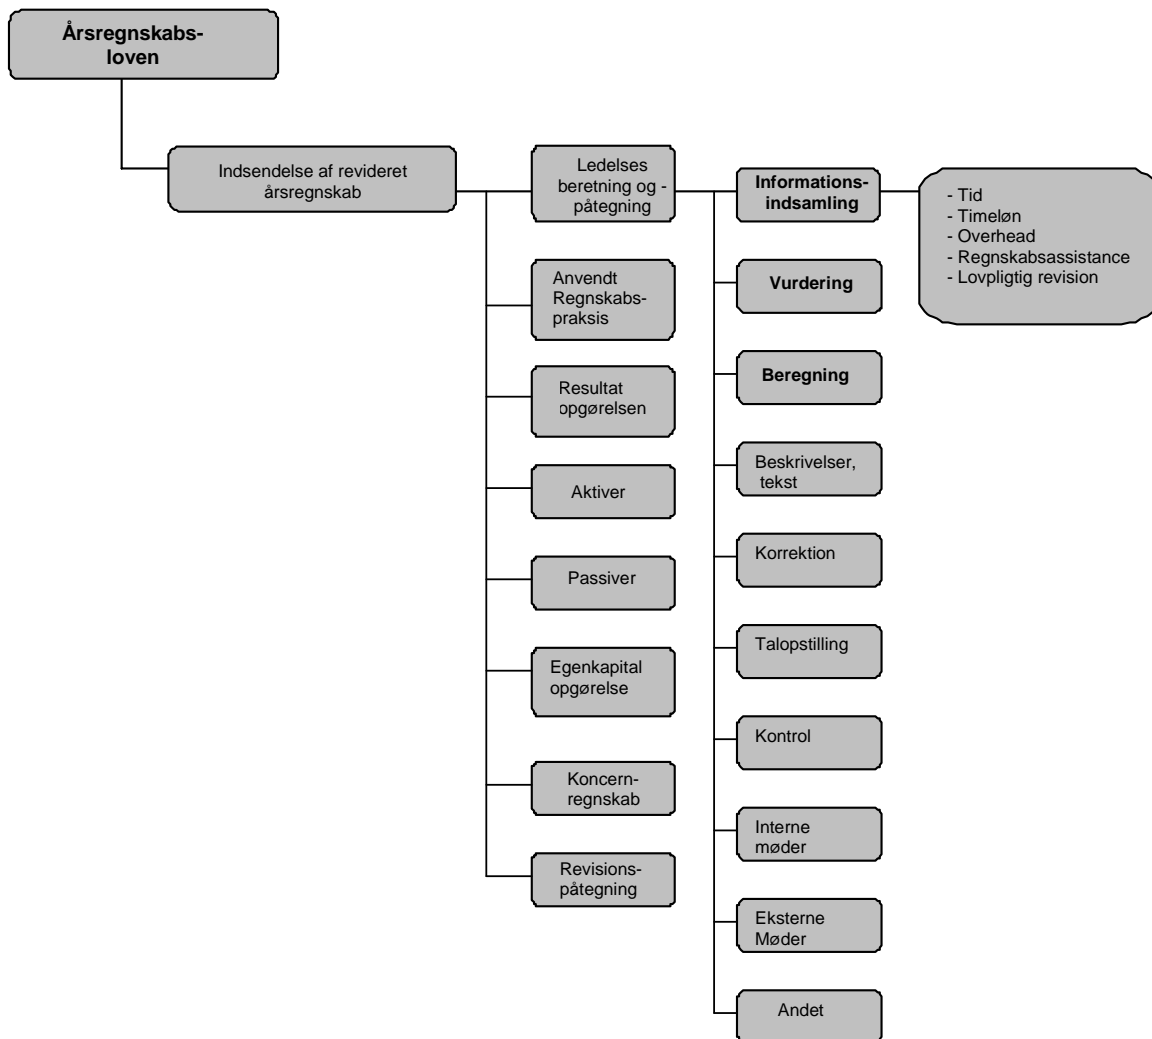 Årsregnskabs-
loven
Indsendelse af revideret
årsregnskab
Ledelses
beretning og -
påtegning
Anvendt
Regnskabs-
praksis
Resultat
opgørelsen
Aktiver
Passiver
Egenkapital
opgørelse
Koncern-
regnskab
Revisions-
påtegning
Informations-
indsamling
Vurdering
Beregning
Beskrivelser,
tekst
Korrektion
Talopstilling
Kontrol
Interne
møder
Eksterne
Møder
Andet
- Tid
- Timeløn
- Overhead
- Regnskabsassistance
- Lovpligtig revision